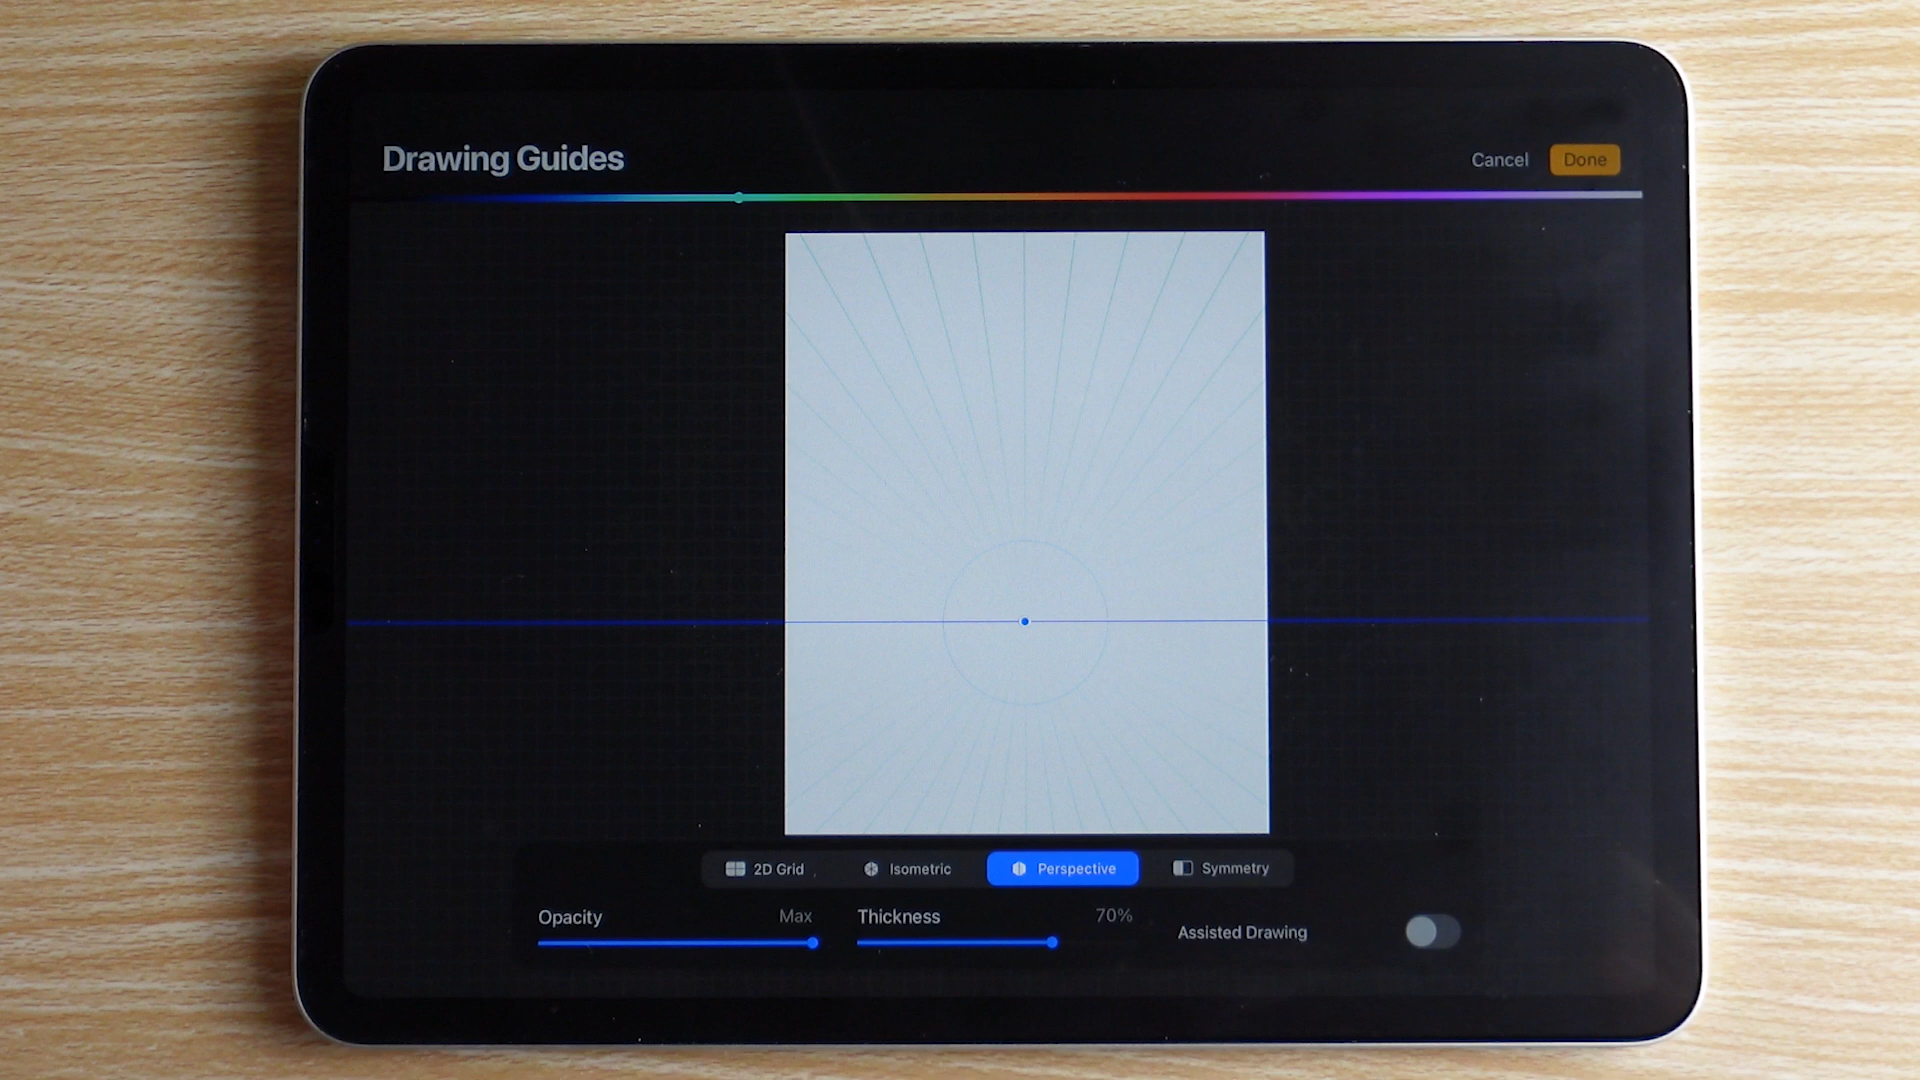 Drawing Guides
Cancel Done
2D Grid Isometric Perspective Symmetry
Opacity Max Thickness 70% Assisted Drawing